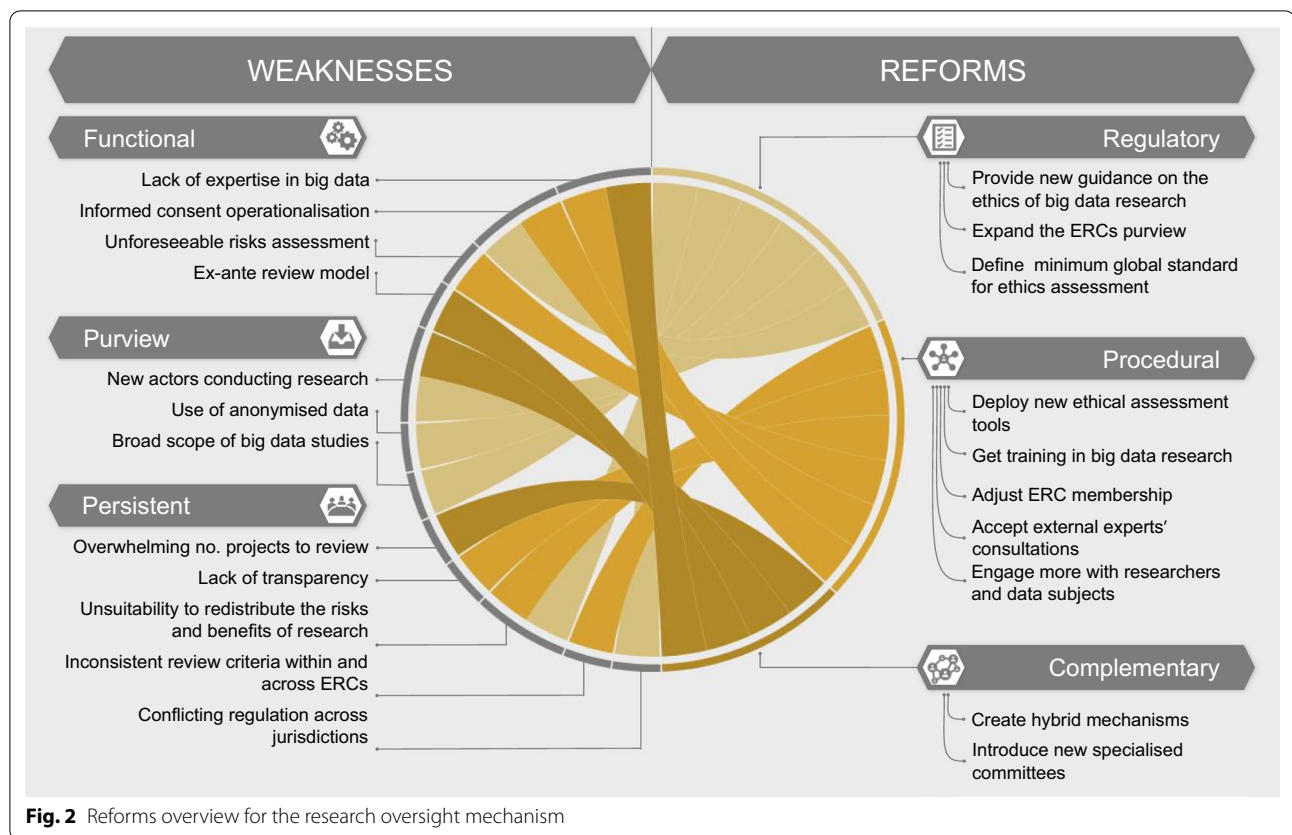 WEAKNESSES
REFORMS
Functional
Lack of expertise in big data
Informed consent operationalisation
Unforeseeable risks assessment
Ex-ante review model
Purview
New actors conducting research
Use of anonymised data
Broad scope of big data studies
Persistent
Overwhelming no. projects to review
Lack of transparency
Unsuitability to redistribute the risks
and benefits of research
Inconsistent review criteria within and
across ERCs
Conflicting regulation across
jurisdictions
Regulatory
Provide new guidance on the
ethics of big data research
Expand the ERCs purview
Define minimum global standard
for ethics assessment
Procedural
Deploy new ethical assessment
tools
Get training in big data research
Adjust ERC membership
Accept external experts’
consultations
Engage more with researchers
and data subjects
Complementary
Create hybrid mechanisms
Introduce new specialised
committees
Fig. 2 Reforms overview for the research oversight mechanism